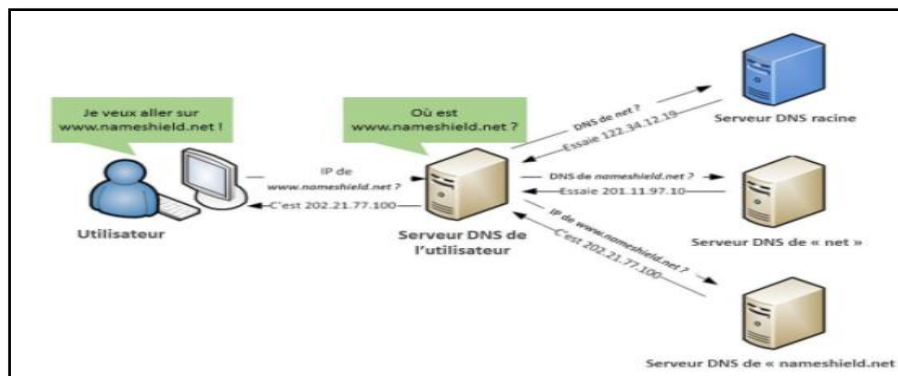 Je veux aller sur
www.nameshield.net !
Où est
www.nameshield.net ?
DNS de net ?
Essaie 122.34.12.19
Serveur DNS racine
IP de
www.nameshield.net ?
C'est 202.21.77.100
DNS de nameshield.net ?
Essaie 201.11.97.10
Utilisateur
Serveur DNS de
l'utilisateur
Serveur DNS de « net »
IP de www.nameshield.net ?
C'est 202.21.77.100
Serveur DNS de « nameshield.net